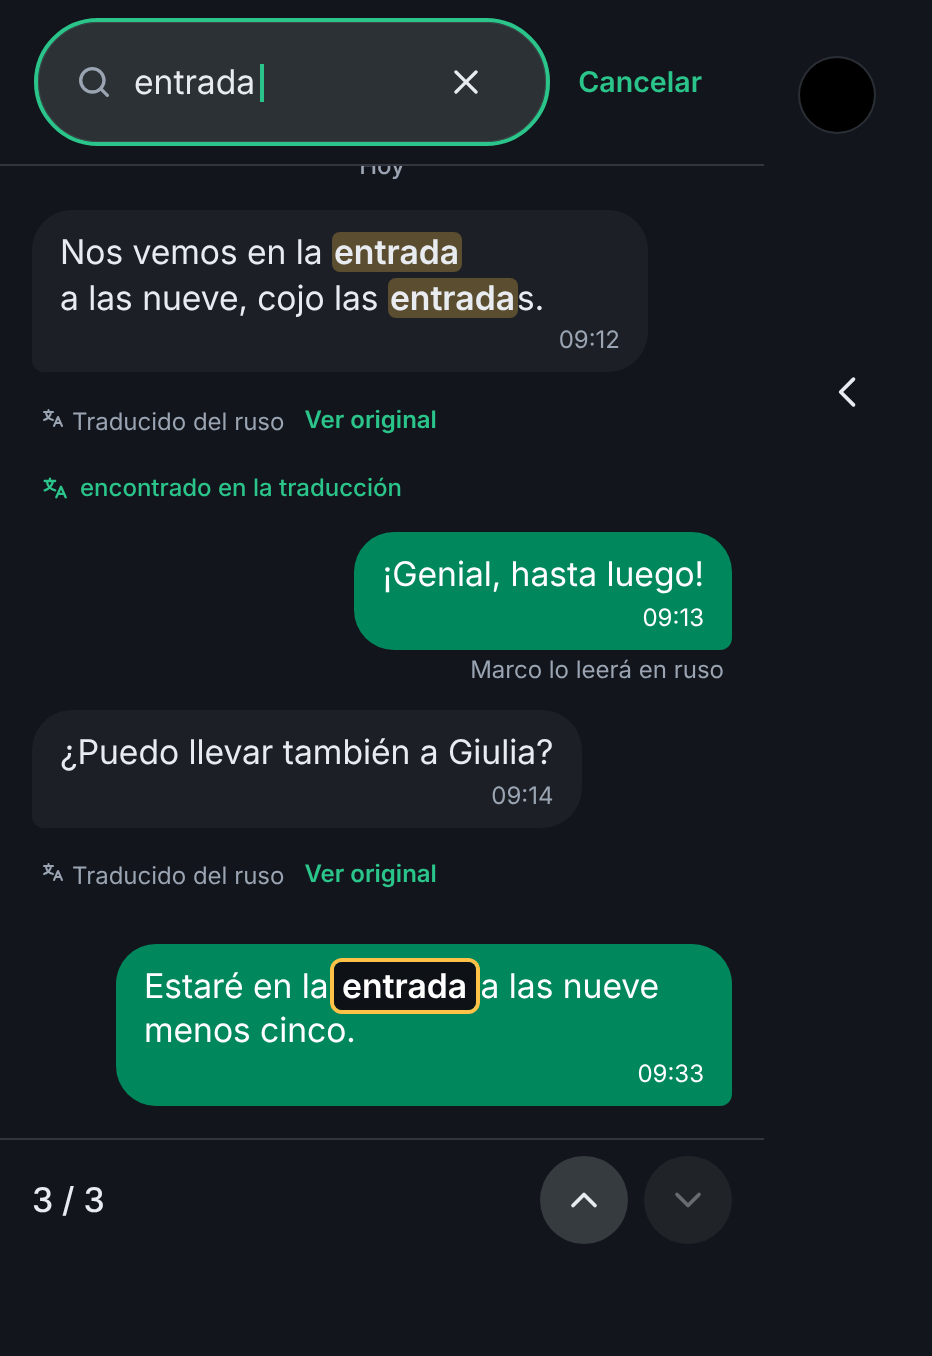 entrada
Cancelar
Hoy
Nos vemos en la entrada
a las nueve, cojo las entradas.
09:12
Traducido del ruso Ver original
encontrado en la traducción
¡Genial, hasta luego!
09:13
Marco lo leerá en ruso
¿Puedo llevar también a Giulia?
09:14
Traducido del ruso Ver original
Estaré en la entrada a las nueve
menos cinco.
09:33
3 / 3